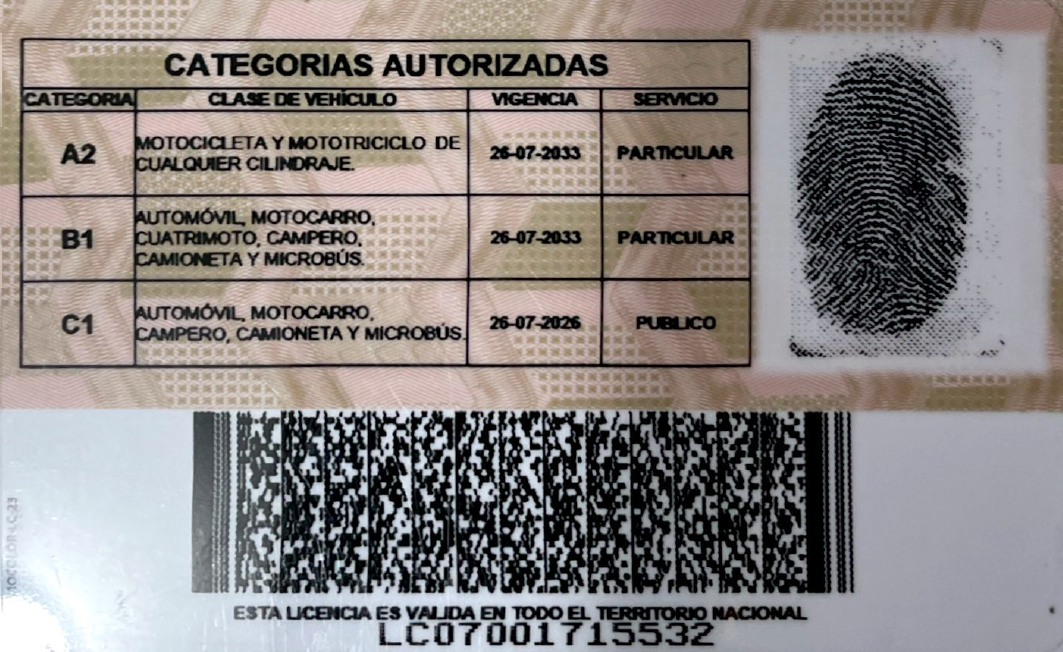 CATEGORIAS AUTORIZADAS
CATEGORIA CLASE DE VEHÍCULO VIGENCIA SERVICIO
A2 MOTOCICLETA Y MOTOTRICICLO DE CUALQUIER CILINDRAJE. 26-07-2033 PARTICULAR
B1 AUTOMÓVIL, MOTOCARRO, CUATRIMOTO, CAMPERO, CAMIONETA Y MICROBÚS. 26-07-2033 PARTICULAR
C1 AUTOMÓVIL, MOTOCARRO, CAMPERO, CAMIONETA Y MICROBÚS. 26-07-2026 PUBLICO
ESTA LICENCIA ES VALIDA EN TODO EL TERRITORIO NACIONAL
LC07001715532